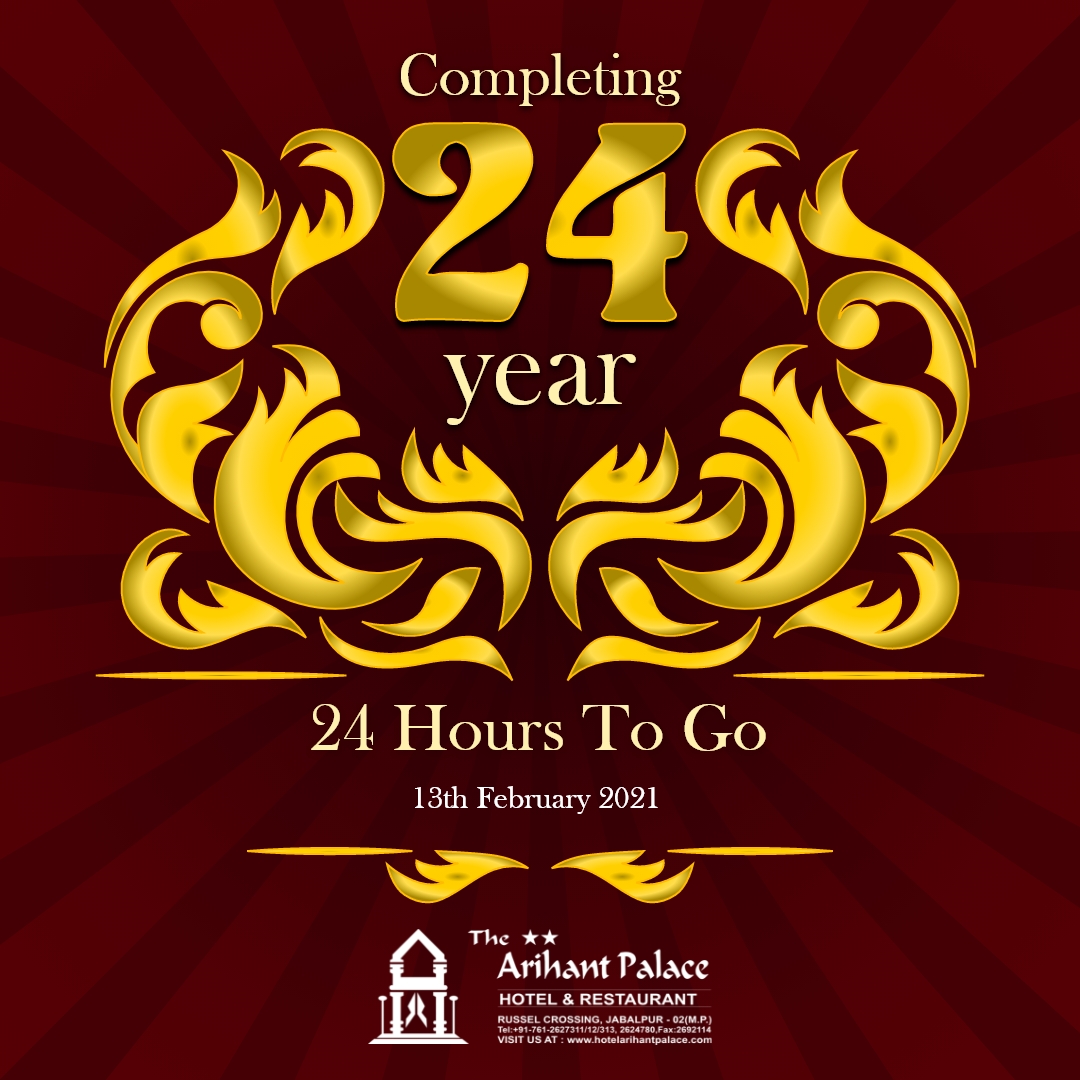 Completing
24
year
24 Hours To Go
13th February 2021
The
Arihant Palace
HOTEL & RESTAURANT
RUSSEL CROSSING, JABALPUR - 02(M.P.)
Tel:+91-761-2627311/12/313, 2624780,Fax:2692114
VISIT US AT : www.hotelarihantpalace.com